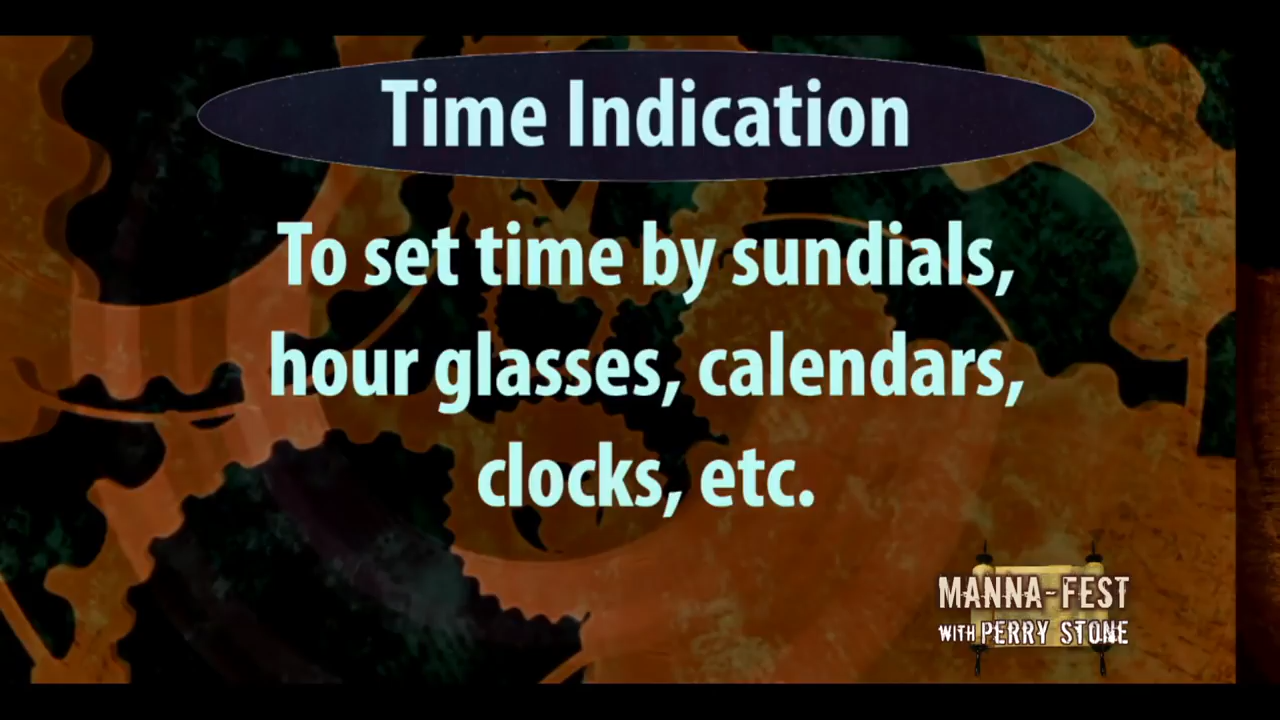 Time Indication
To set time by sundials,
hour glasses, calendars,
clocks, etc.
MANNA-FEST
WITH PERRY STONE